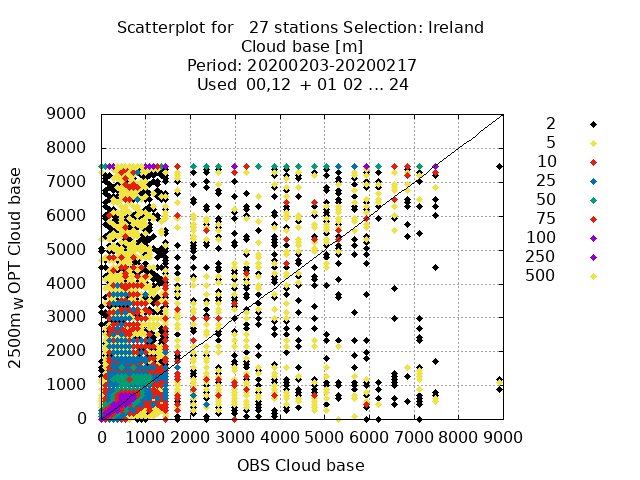 Scatterplot for   27 stations Selection: Ireland
Cloud base [m]
Period: 20200203-20200217
Used  00,12  + 01 02 ... 24
9000
8000
7000
6000
5000
4000
3000
2000
1000
0
2500m_W OPT Cloud base
0 1000 2000 3000 4000 5000 6000 7000 8000 9000
OBS Cloud base
2
5
10
25
50
75
100
250
500